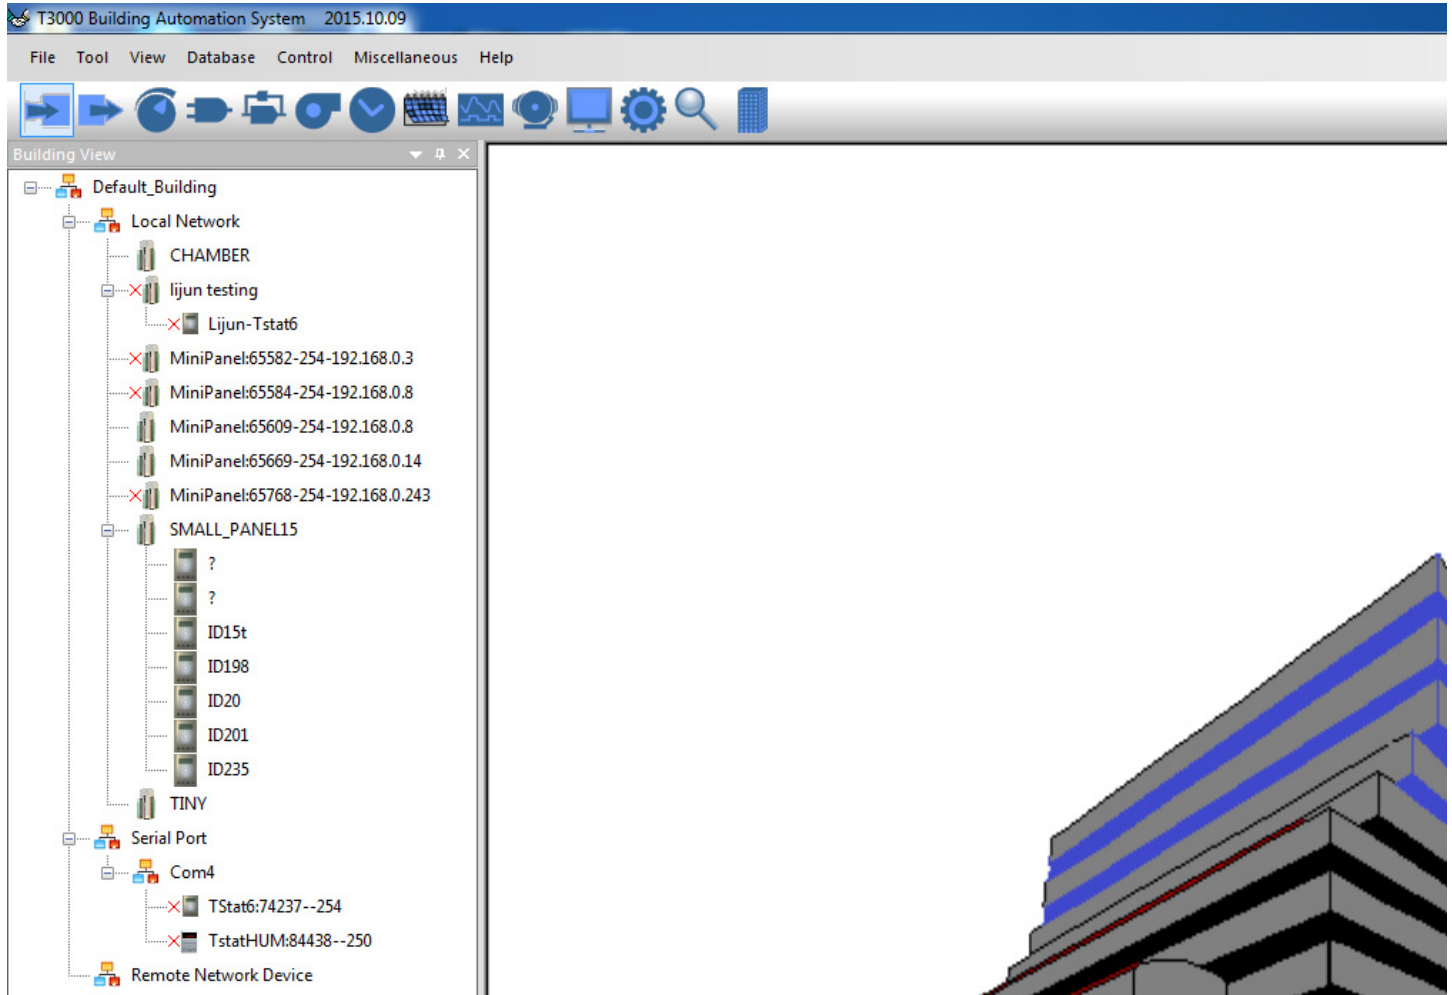 T3000 Building Automation System 2015.10.09
File Tool View Database Control Miscellaneous Help
Building View
Default_Building
Local Network
CHAMBER
lijun testing
Lijun-Tstat6
MiniPanel:65582-254-192.168.0.3
MiniPanel:65584-254-192.168.0.8
MiniPanel:65609-254-192.168.0.8
MiniPanel:65669-254-192.168.0.14
MiniPanel:65768-254-192.168.0.243
SMALL_PANEL15
?
?
ID15t
ID198
ID20
ID201
ID235
TINY
Serial Port
Com4
TStat6:74237--254
TstatHUM:84438--250
Remote Network Device